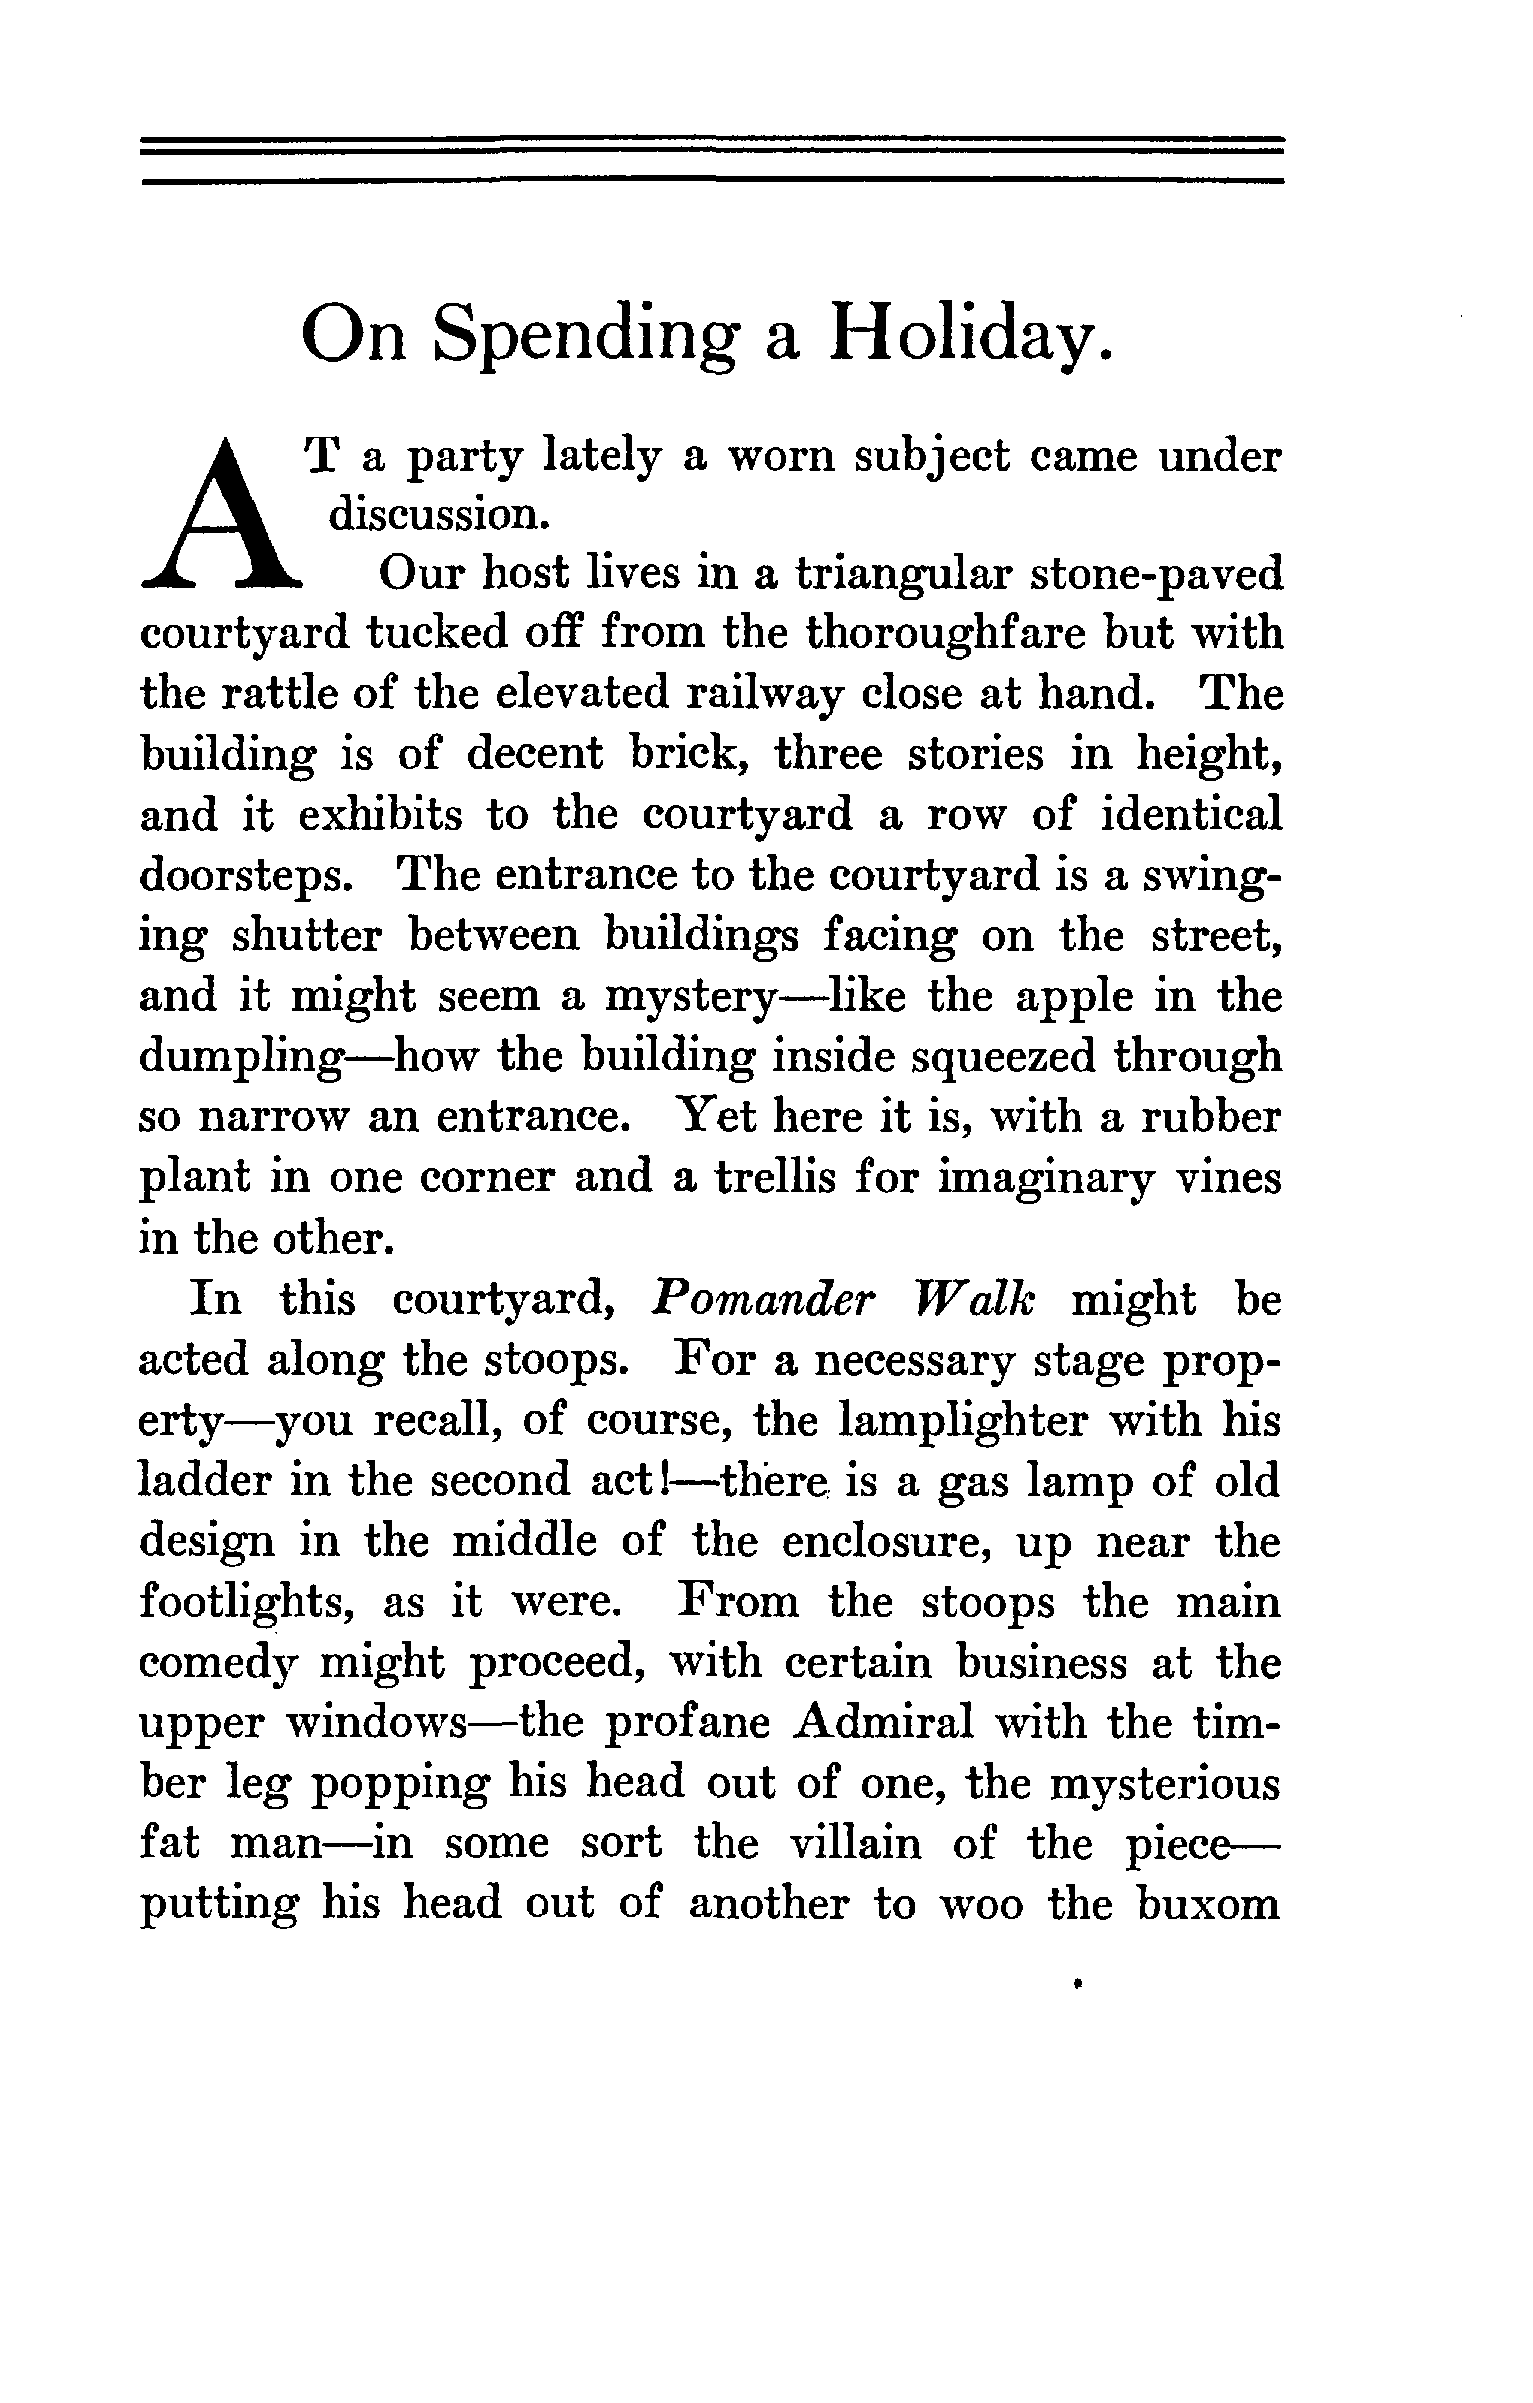 On Spending a Holiday.
AT a party lately a worn subject came under
discussion.
Our host lives in a triangular stone-paved
courtyard tucked off from the thoroughfare but with
the rattle of the elevated railway close at hand. The
building is of decent brick, three stories in height,
and it exhibits to the courtyard a row of identical
doorsteps. The entrance to the courtyard is a swing-
ing shutter between buildings facing on the street,
and it might seem a mystery—like the apple in the
dumpling—how the building inside squeezed through
so narrow an entrance. Yet here it is, with a rubber
plant in one corner and a trellis for imaginary vines
in the other.
In this courtyard, Pomander Walk might be
acted along the stoops. For a necessary stage prop-
erty—you recall, of course, the lamplighter with his
ladder in the second act!—there is a gas lamp of old
design in the middle of the enclosure, up near the
footlights, as it were. From the stoops the main
comedy might proceed, with certain business at the
upper windows—the profane Admiral with the tim-
ber leg popping his head out of one, the mysterious
fat man—in some sort the villain of the piece—
putting his head out of another to woo the buxom